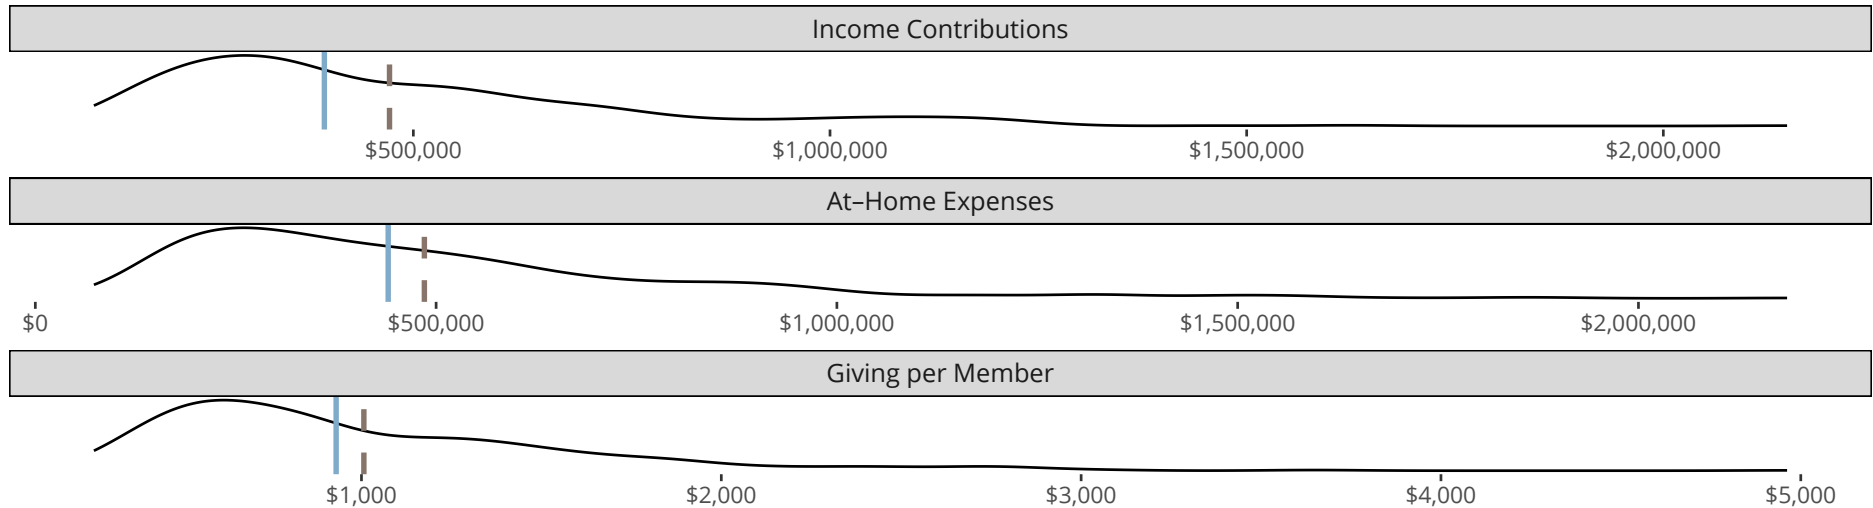 Income Contributions
$500,000 $1,000,000 $1,500,000 $2,000,000
At–Home Expenses
$0 $500,000 $1,000,000 $1,500,000 $2,000,000
Giving per Member
$1,000 $2,000 $3,000 $4,000 $5,000